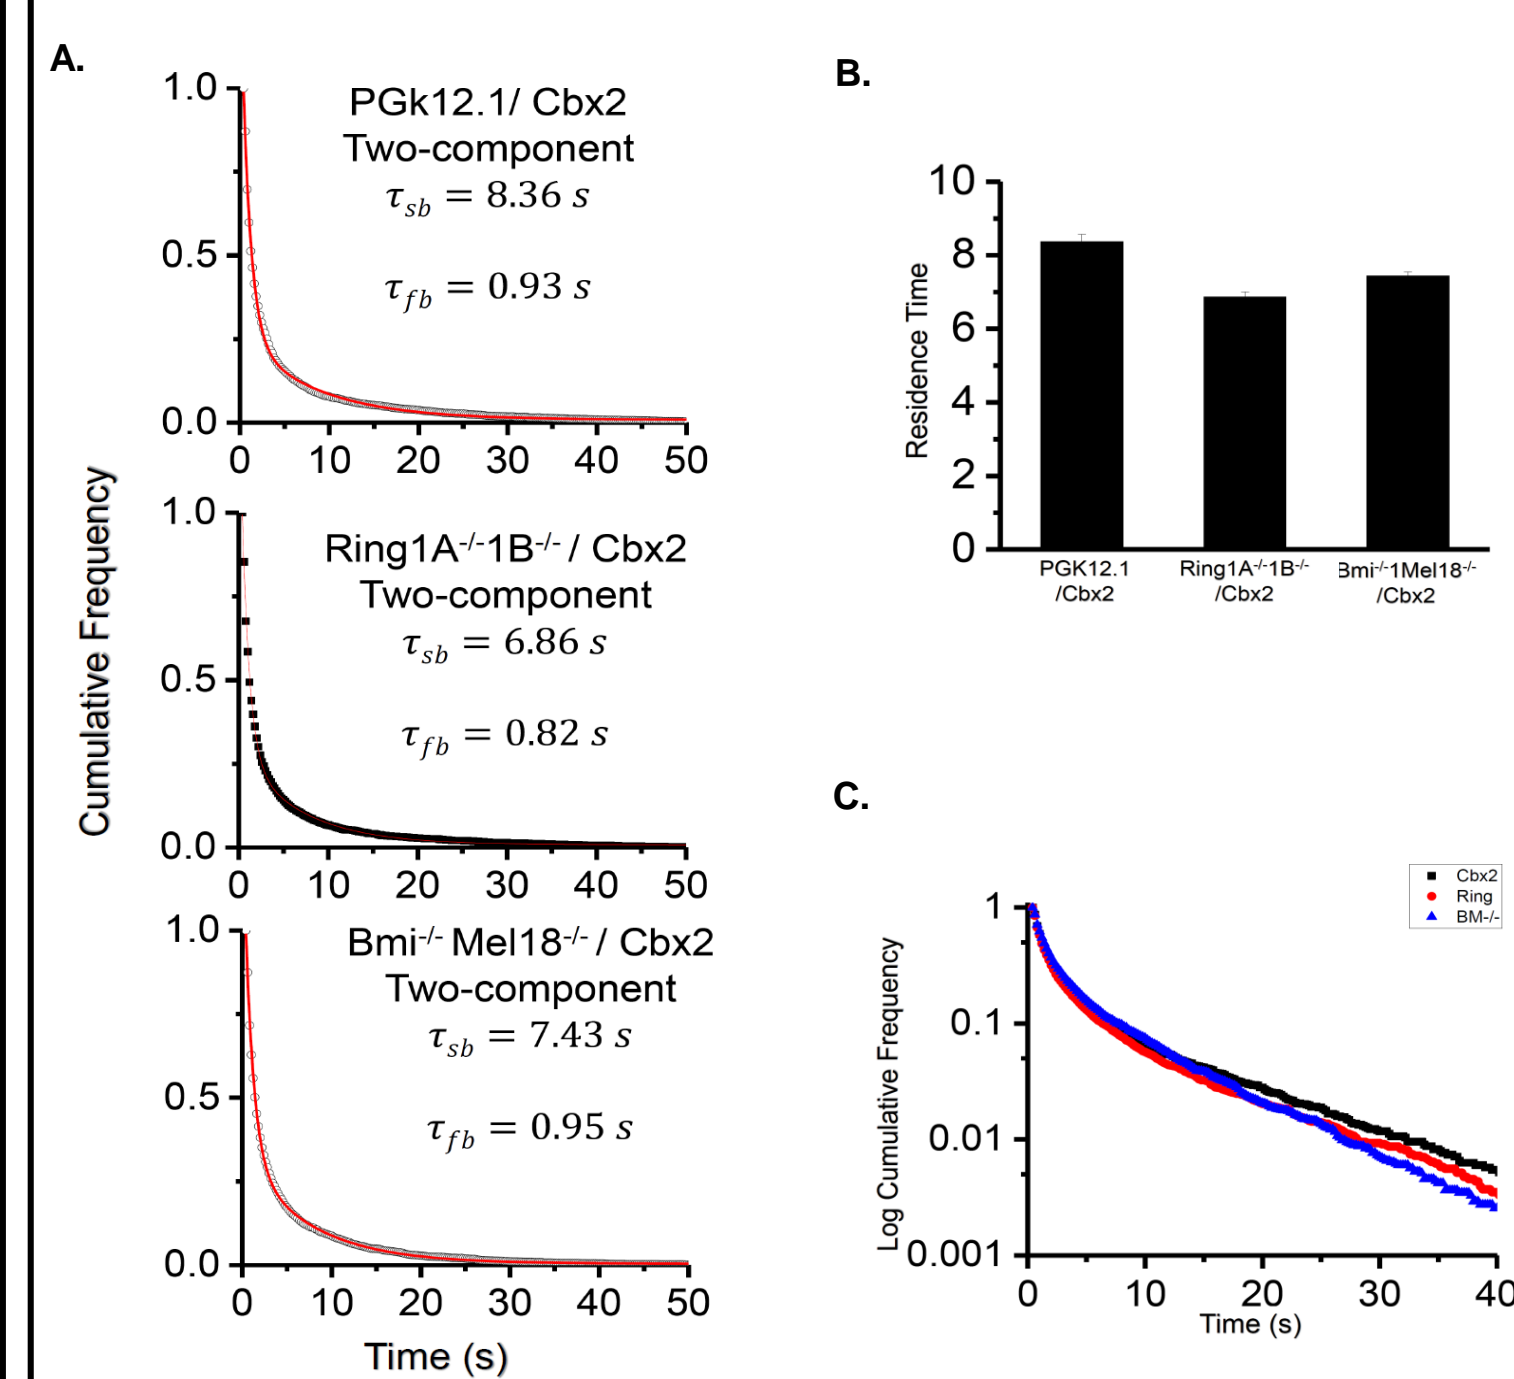 A.
1.0
0.5
0.0
PGk12.1/ Cbx2
Two-component
τsb = 8.36 s
τfb = 0.93 s
0 10 20 30 40 50
1.0
0.5
0.0
Ring1A-/-1B-/- / Cbx2
Two-component
τsb = 6.86 s
τfb = 0.82 s
0 10 20 30 40 50
1.0
0.5
0.0
Bmi-/- Mel18-/- / Cbx2
Two-component
τsb = 7.43 s
τfb = 0.95 s
0 10 20 30 40 50
Cumulative Frequency
Time (s)
B.
10
8
6
4
2
0
Residence Time
PGK12.1
/Cbx2
Ring1A-/-1B-/-
/Cbx2
Bmi-/-1Mel18-/-
/Cbx2
C.
Cbx2
Ring
BM-/-
1
0.1
0.01
0.001
Log Cumulative Frequency
0 10 20 30 40
Time (s)